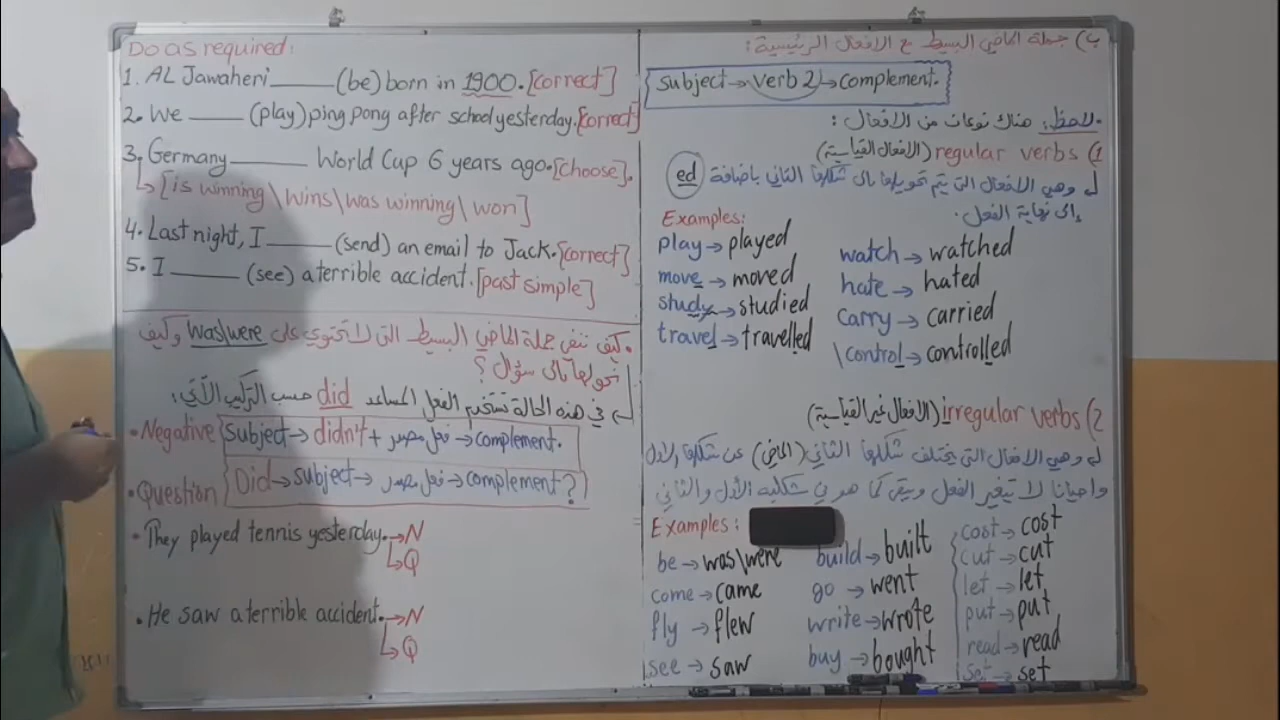 Do as required:
1. AL Jawaheri ______ (be) born in 1900. [correct]
2. We ____ (play) ping pong after school yesterday. [correct]
3. Germany ______ World Cup 6 years ago. [choose].
[is winning \ wins \ was winning \ won]
4. Last night, I ______ (send) an email to Jack. [correct]
5. I ______ (see) a terrible accident. [past simple]
• كيف ننفي جملة الماضي البسيط التي لا تحتوي على was\were وكيف
نحولها الى سؤال ؟
في هذه الحالة نستخدم الفعل المساعد did حسب التركيب الآتي :
• Negative subject → didn't + فعل مصدر → complement.
• Question Did → subject → فعل مصدر → complement?
• They played tennis yesterday. → N
→ Q
• He saw a terrible accident. → N
→ Q
ب) جملة الماضي البسيط مع الافعال الرئيسية :
subject → verb 2 → complement.
• لاحظ: هناك نوعان من الافعال :
1) regular verbs (الافعال القياسية)
وهي الافعال التي يتم تحويلها الى شكلها الثاني باضافة ed
الى نهاية الفعل.
Examples:
play → played watch → watched
move → moved hate → hated
study → studied carry → carried
travel → travelled \ control → controlled
2) irregular verbs (الافعال غير القياسية)
وهي الافعال التي يختلف شكلها الثاني (الماضي) عن شكلها الاول
واحيانا لا يتغير الفعل ويبقى كما هو في شكليه الأول والثاني
Examples: cost → cost
be → was\were build → built cut → cut
come → came go → went let → let
fly → flew write → wrote put → put
see → saw buy → bought read → read
set → set